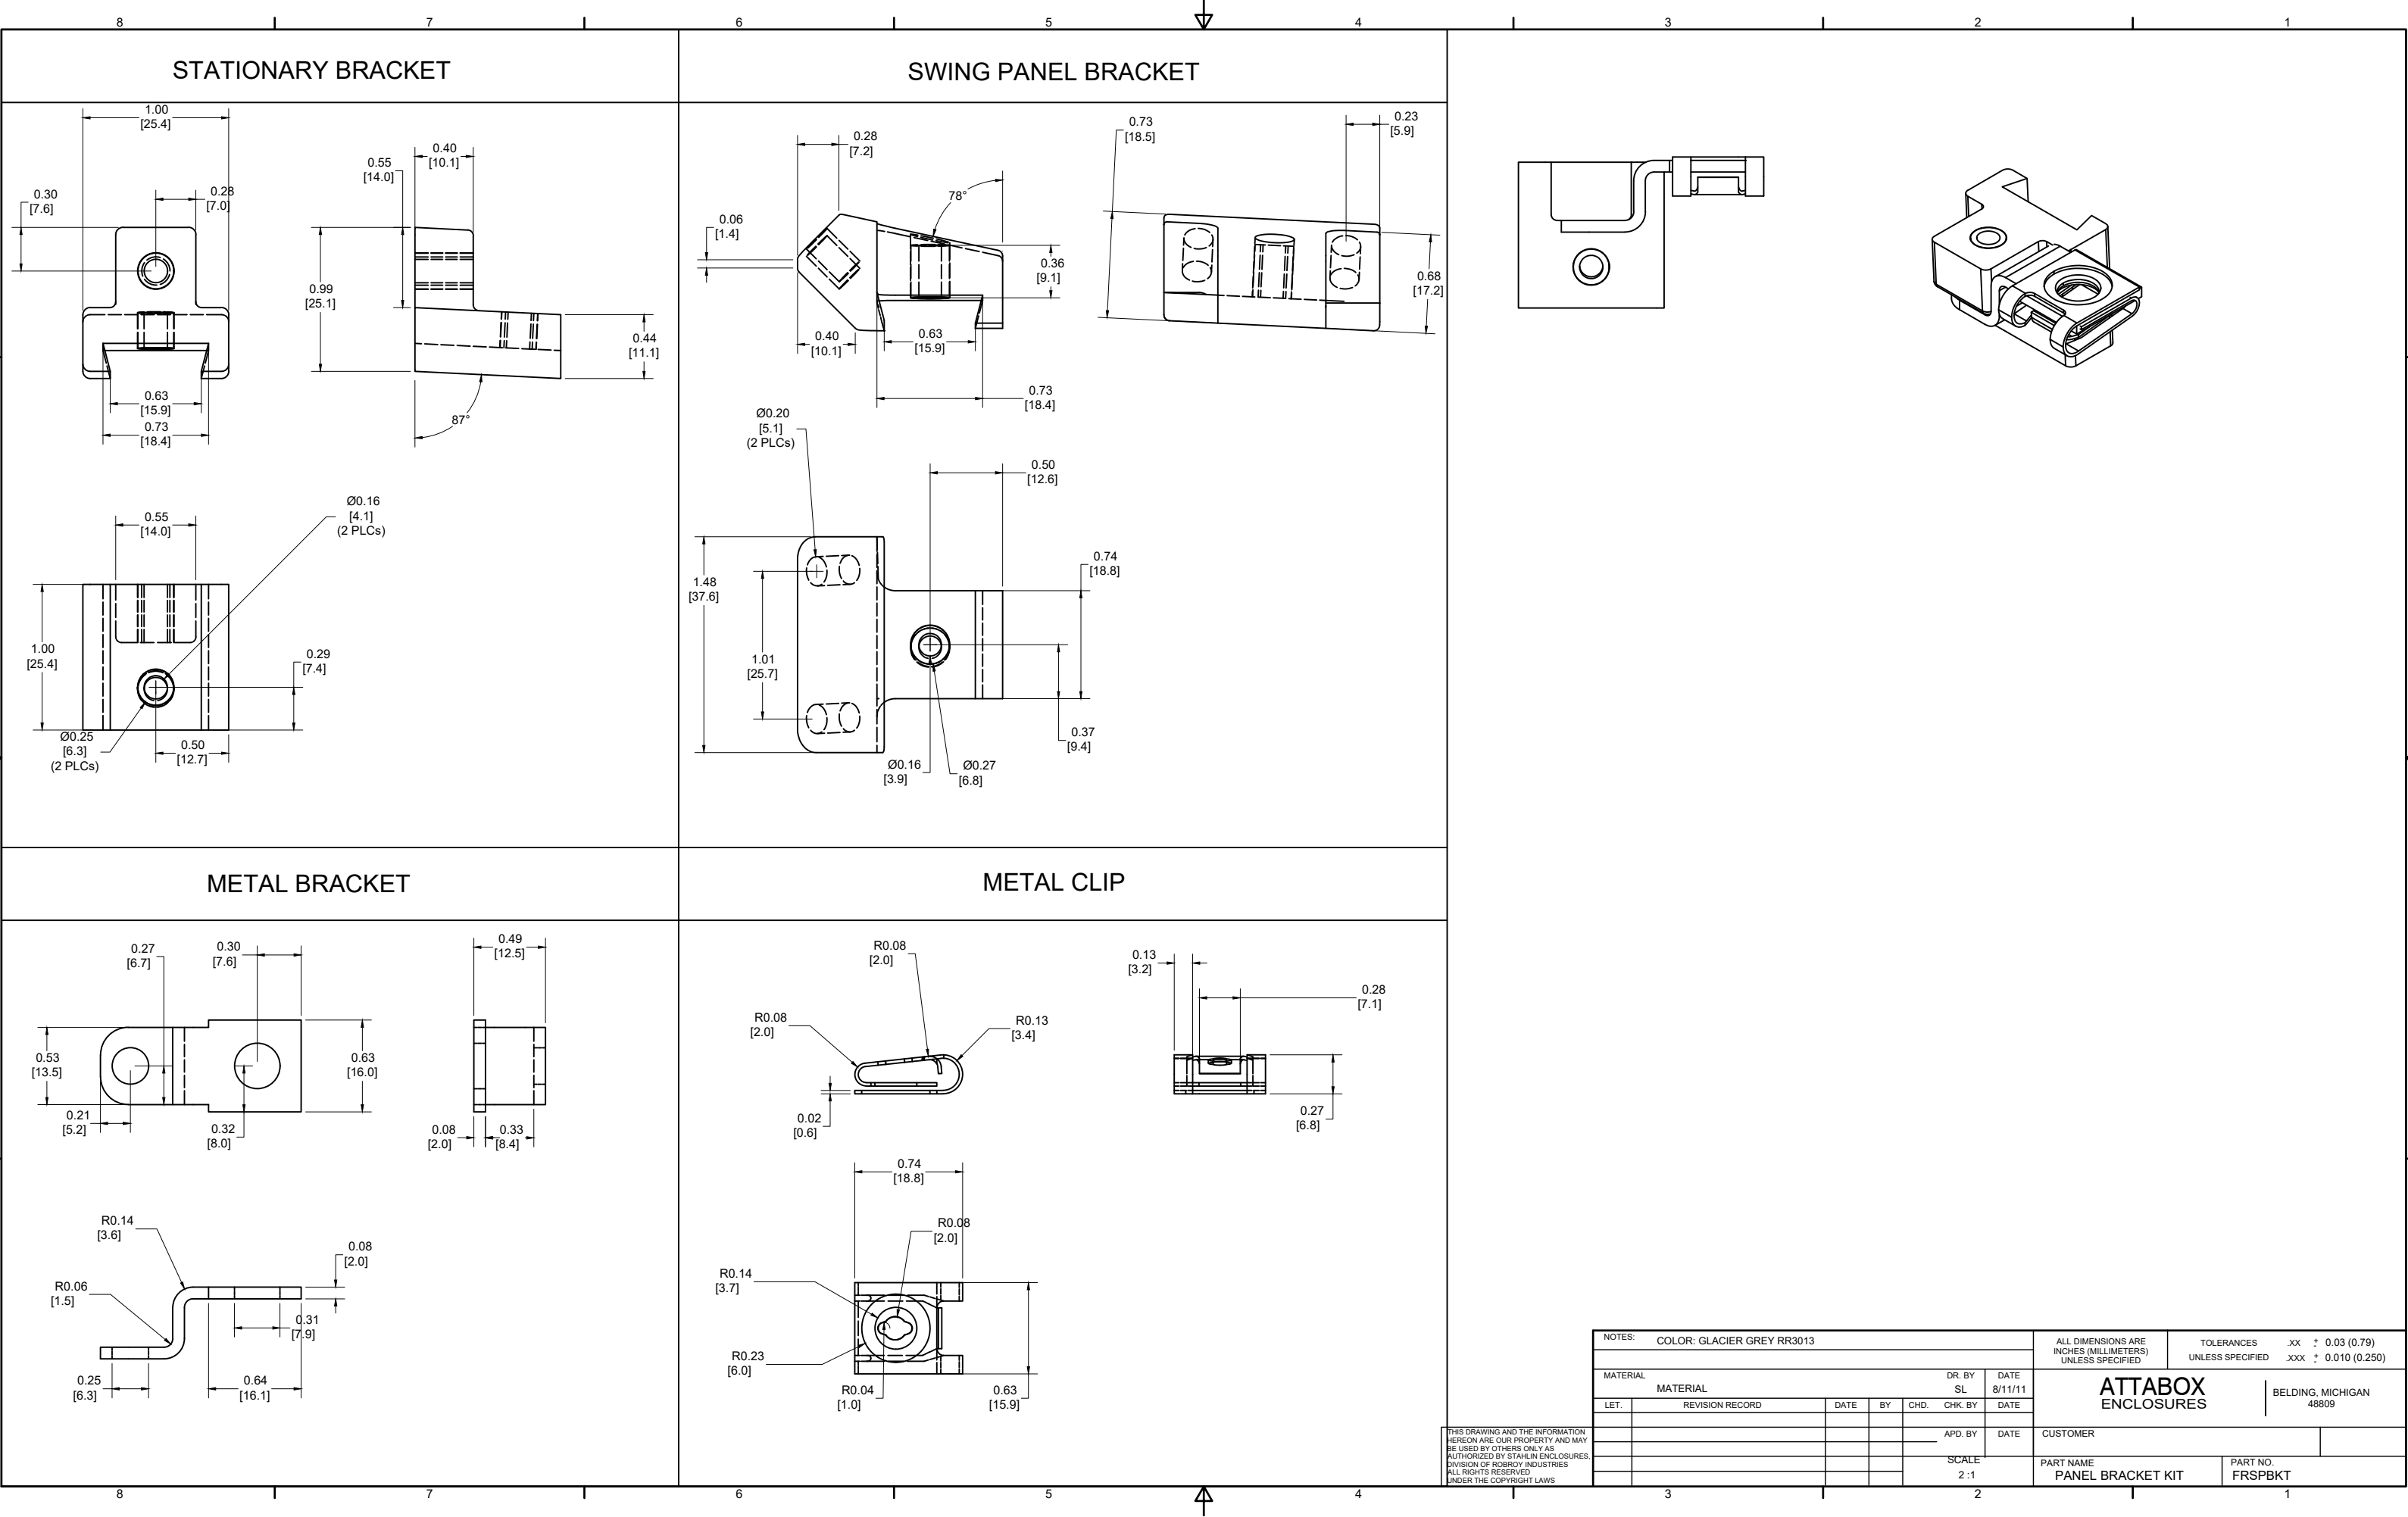 8 7 6 5 4 3 2 1
STATIONARY BRACKET
1.00
[25.4]
0.30
[7.6]
0.28
[7.0]
0.63
[15.9]
0.73
[18.4]
0.40
[10.1]
0.55
[14.0]
0.99
[25.1]
0.44
[11.1]
87°
0.55
[14.0]
Ø0.16
[4.1]
(2 PLCs)
1.00
[25.4]
0.29
[7.4]
Ø0.25
[6.3]
(2 PLCs)
0.50
[12.7]
SWING PANEL BRACKET
0.28
[7.2]
78°
0.06
[1.4]
0.36
[9.1]
0.40
[10.1]
0.63
[15.9]
0.73
[18.4]
0.73
[18.5]
0.23
[5.9]
0.68
[17.2]
Ø0.20
[5.1]
(2 PLCs)
0.50
[12.6]
1.48
[37.6]
0.74
[18.8]
1.01
[25.7]
0.37
[9.4]
Ø0.16
[3.9]
Ø0.27
[6.8]
METAL BRACKET
0.27
[6.7]
0.30
[7.6]
0.53
[13.5]
0.63
[16.0]
0.21
[5.2]
0.32
[8.0]
0.49
[12.5]
0.08
[2.0]
0.33
[8.4]
R0.14
[3.6]
0.08
[2.0]
R0.06
[1.5]
0.31
[7.9]
0.25
[6.3]
0.64
[16.1]
METAL CLIP
R0.08
[2.0]
R0.08
[2.0]
R0.13
[3.4]
0.02
[0.6]
0.13
[3.2]
0.28
[7.1]
0.27
[6.8]
0.74
[18.8]
R0.08
[2.0]
R0.14
[3.7]
R0.23
[6.0]
R0.04
[1.0]
0.63
[15.9]
NOTES: COLOR: GLACIER GREY RR3013
ALL DIMENSIONS ARE
INCHES (MILLIMETERS)
UNLESS SPECIFIED
TOLERANCES .XX ± 0.03 (0.79)
UNLESS SPECIFIED .XXX ± 0.010 (0.250)
MATERIAL
MATERIAL
DR. BY DATE
SL 8/11/11
LET. REVISION RECORD DATE BY CHD. CHK. BY DATE
ATTABOX
ENCLOSURES
BELDING, MICHIGAN
48809
APD. BY DATE
CUSTOMER
SCALE
2 :1
PART NAME
PANEL BRACKET KIT
PART NO.
FRSPBKT
THIS DRAWING AND THE INFORMATION
HEREON ARE OUR PROPERTY AND MAY
BE USED BY OTHERS ONLY AS
AUTHORIZED BY STAHLIN ENCLOSURES,
DIVISION OF ROBROY INDUSTRIES
ALL RIGHTS RESERVED
UNDER THE COPYRIGHT LAWS
8 7 6 5 4 3 2 1